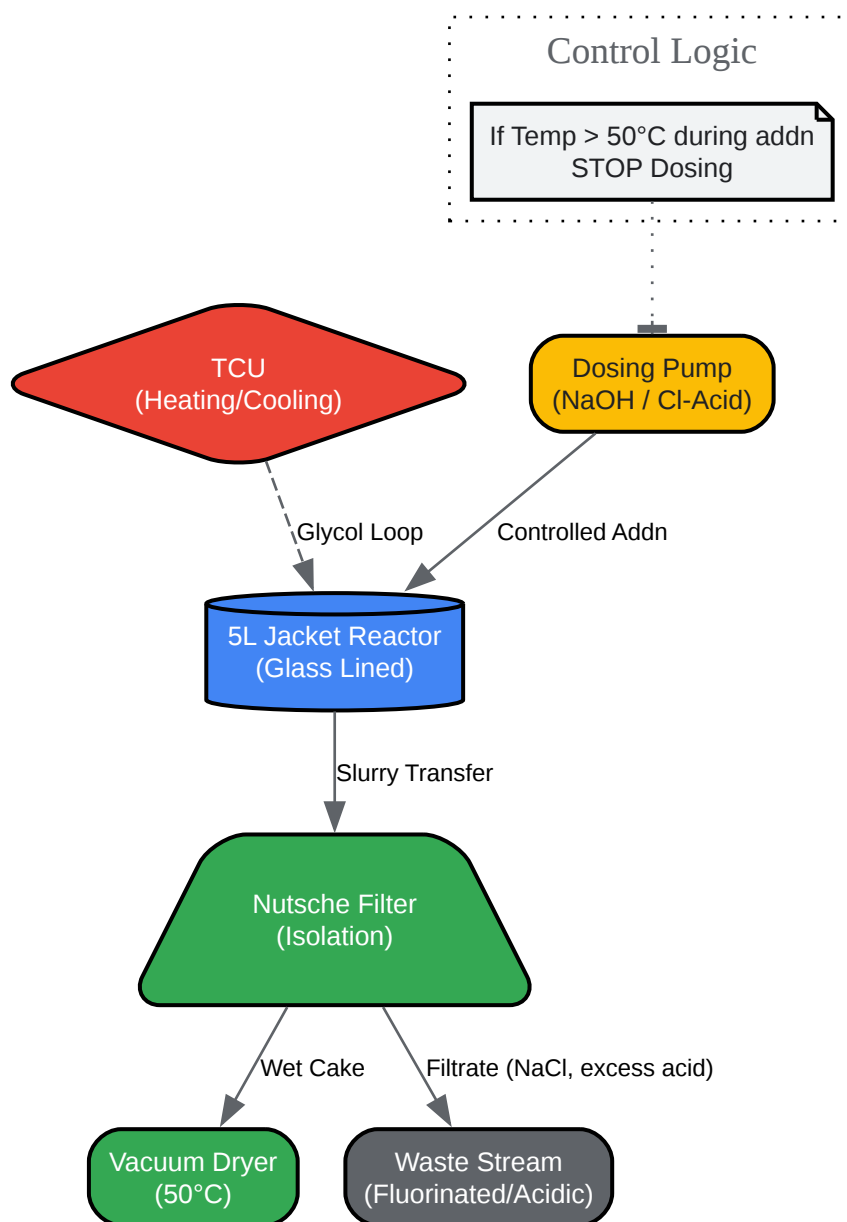 Control Logic
If Temp > 50°C during addn
STOP Dosing
TCU
(Heating/Cooling)
Dosing Pump
(NaOH / Cl-Acid)
Glycol Loop
Controlled Addn
5L Jacket Reactor
(Glass Lined)
Slurry Transfer
Nutsche Filter
(Isolation)
Wet Cake
Filtrate (NaCl, excess acid)
Vacuum Dryer
(50°C)
Waste Stream
(Fluorinated/Acidic)